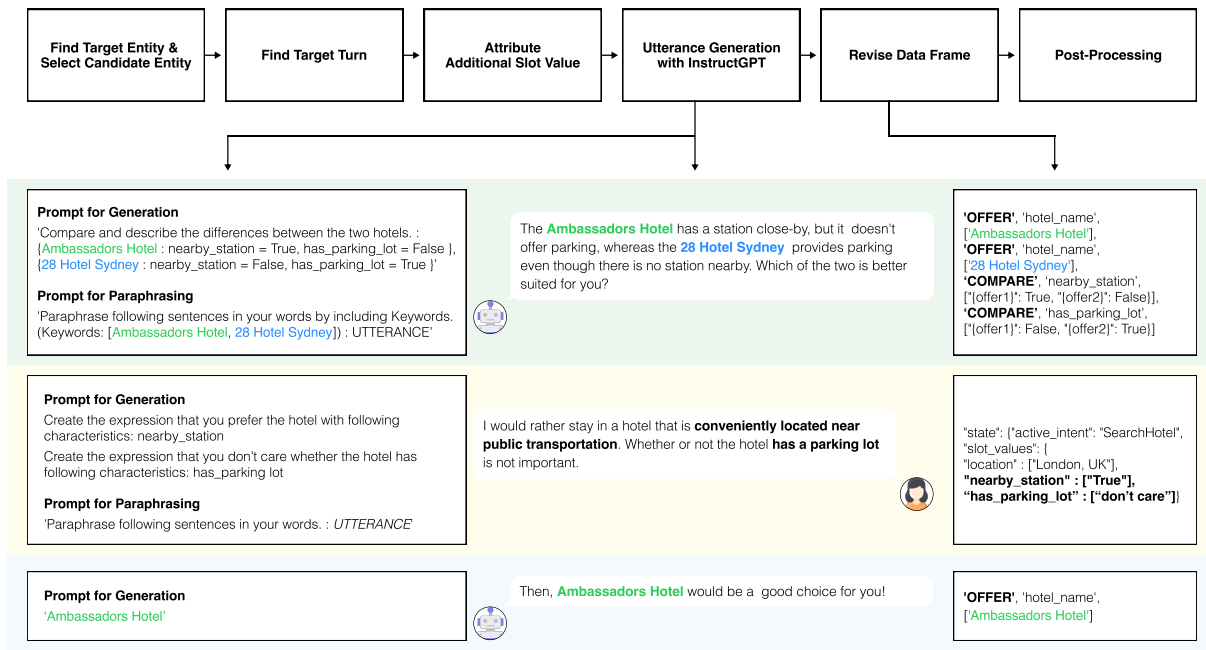 Find Target Entity &
Select Candidate Entity
Find Target Turn
Attribute
Additional Slot Value
Utterance Generation
with InstructGPT
Revise Data Frame
Post-Processing
Prompt for Generation
'Compare and describe the differences between the two hotels. :
{Ambassadors Hotel : nearby_station = True, has_parking_lot = False },
{28 Hotel Sydney : nearby_station = False, has_parking_lot = True }'
Prompt for Paraphrasing
'Paraphrase following sentences in your words by including Keywords.
(Keywords: [Ambassadors Hotel, 28 Hotel Sydney]) : UTTERANCE'
The Ambassadors Hotel has a station close-by, but it doesn't
offer parking, whereas the 28 Hotel Sydney provides parking
even though there is no station nearby. Which of the two is better
suited for you?
'OFFER', 'hotel_name',
['Ambassadors Hotel'],
'OFFER', 'hotel_name',
['28 Hotel Sydney'],
‘COMPARE’, ‘nearby_station’,
["{offer1}": True, "{offer2}": False}],
‘COMPARE’, ‘has_parking_lot’,
["{offer1}": False, "{offer2}": True}]
Prompt for Generation
Create the expression that you prefer the hotel with following
characteristics: nearby_station
Create the expression that you don’t care whether the hotel has
following characteristics: has_parking lot
Prompt for Paraphrasing
'Paraphrase following sentences in your words. : UTTERANCE'
I would rather stay in a hotel that is conveniently located near
public transportation. Whether or not the hotel has a parking lot
is not important.
"state": {"active_intent": "SearchHotel",
"slot_values": {
"location" : ["London, UK"],
"nearby_station" : ["True"],
“has_parking_lot” : [“don’t care”]}
Prompt for Generation
‘Ambassadors Hotel’
Then, Ambassadors Hotel would be a good choice for you!
'OFFER', 'hotel_name',
['Ambassadors Hotel']